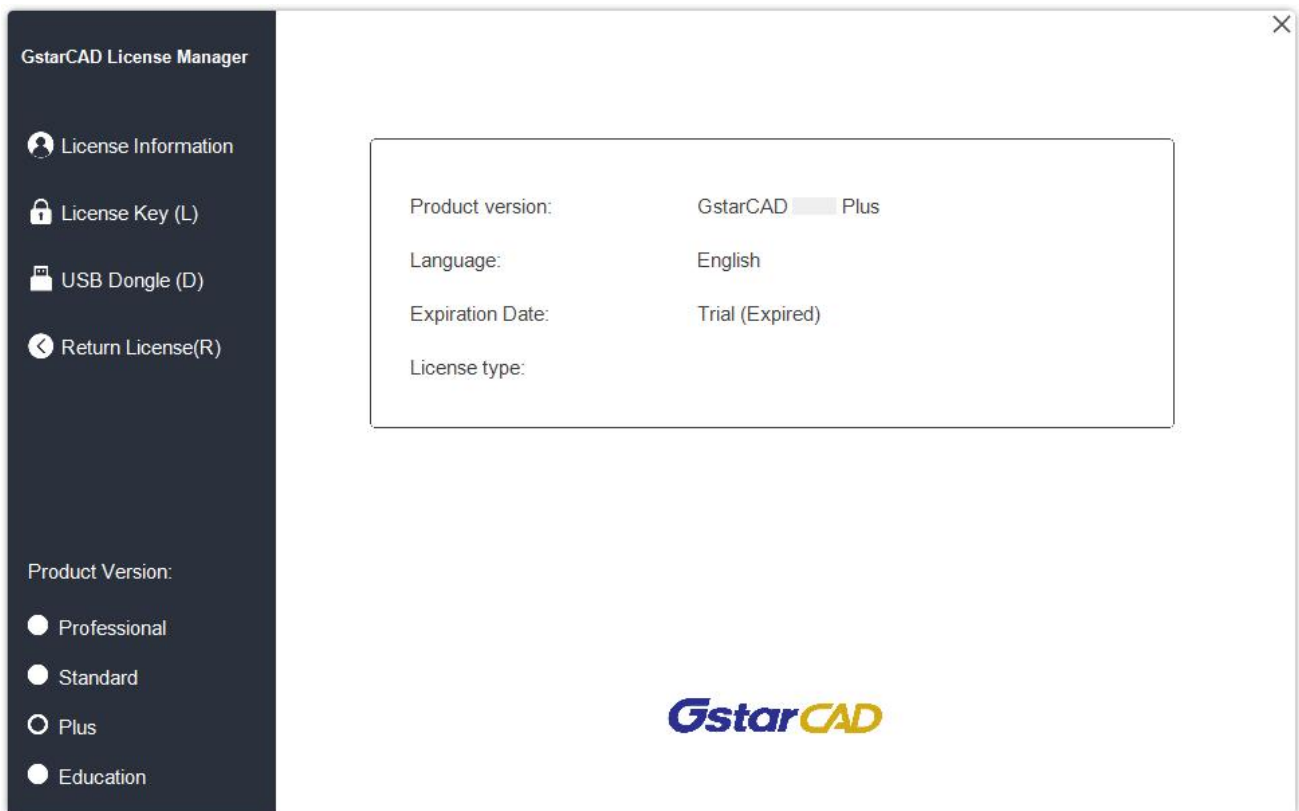 GstarCAD License Manager
License Information
License Key (L)
USB Dongle (D)
Return License(R)
Product version: GstarCAD Plus
Language: English
Expiration Date: Trial (Expired)
License type:
Product Version:
Professional
Standard
Plus
Education
GstarCAD